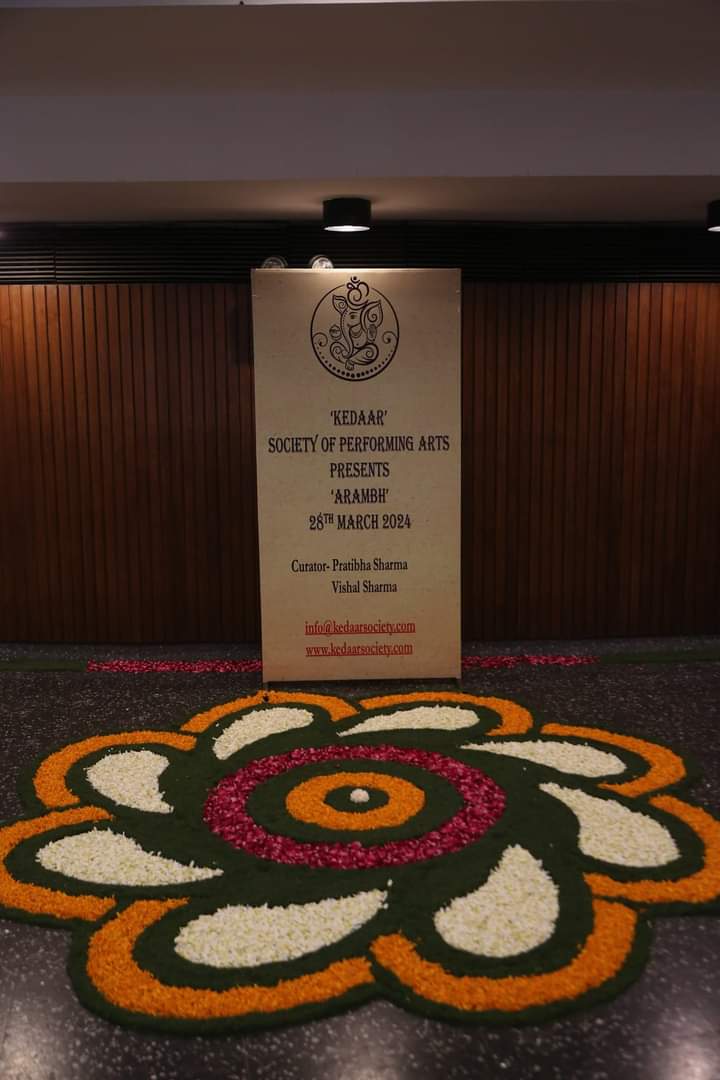 'KEDAAR'
SOCIETY OF PERFORMING ARTS
PRESENTS
'ARAMBH'
28TH MARCH 2024
Curator- Pratibha Sharma
Vishal Sharma
info@kedaarsociety.com
www.kedaarsociety.com